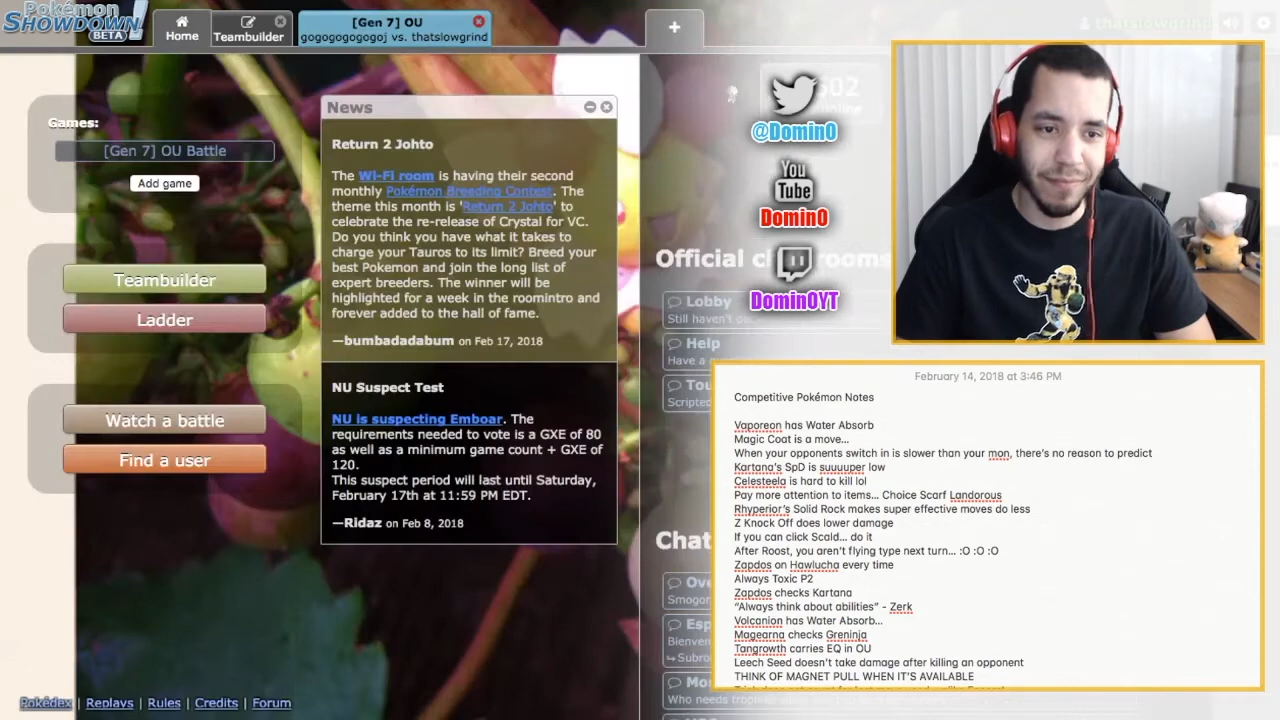 Pokémon
SHOWDOWN!
BETA
Home
Teambuilder
[Gen 7] OU
gogogogogogoj vs. thatslowgrind
+
thatslowgrind
Games:
[Gen 7] OU Battle
Add game
Teambuilder
Ladder
Watch a battle
Find a user
News
Return 2 Johto
The Wi-Fi room is having their second
monthly Pokémon Breeding Contest. The
theme this month is 'Return 2 Johto' to
celebrate the re-release of Crystal for VC.
Do you think you have what it takes to
charge your Tauros to its limit? Breed your
best Pokemon and join the long list of
expert breeders. The winner will be
highlighted for a week in the roomintro and
forever added to the hall of fame.
—bumbadadabum on Feb 17, 2018
NU Suspect Test
NU is suspecting Emboar. The
requirements needed to vote is a GXE of 80
as well as a minimum game count + GXE of
120.
This suspect period will last until Saturday,
February 17th at 11:59 PM EDT.
—Ridaz on Feb 8, 2018
@Domin0
You
Tube
Domin0
Domin0YT
Official
Lobby
Still haven't
Help
Have a
Tou
Scripted
Chat
Ove
Smogon
Esp
Bienven
Subro
Mos
Who needs
February 14, 2018 at 3:46 PM
Competitive Pokémon Notes
Vaporeon has Water Absorb
Magic Coat is a move...
When your opponents switch in is slower than your mon, there's no reason to predict
Kartana's SpD is suuuuper low
Celesteela is hard to kill lol
Pay more attention to items... Choice Scarf Landorous
Rhyperior's Solid Rock makes super effective moves do less
Z Knock Off does lower damage
If you can click Scald... do it
After Roost, you aren't flying type next turn... :O :O :O
Zapdos on Hawlucha every time
Always Toxic P2
Zapdos checks Kartana
“Always think about abilities” - Zerk
Volcanion has Water Absorb...
Magearna checks Greninja
Tangrowth carries EQ in OU
Leech Seed doesn't take damage after killing an opponent
THINK OF MAGNET PULL WHEN IT'S AVAILABLE
Pokédex | Replays | Rules | Credits | Forum